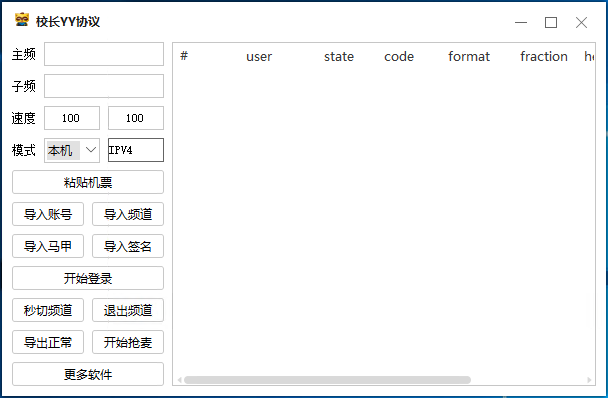 校长YY协议
主频
子频
速度 100 100
模式 本机 IPV4
粘贴机票
导入账号 导入频道
导入马甲 导入签名
开始登录
秒切频道 退出频道
导出正常 开始抢麦
更多软件
# user state code format fraction